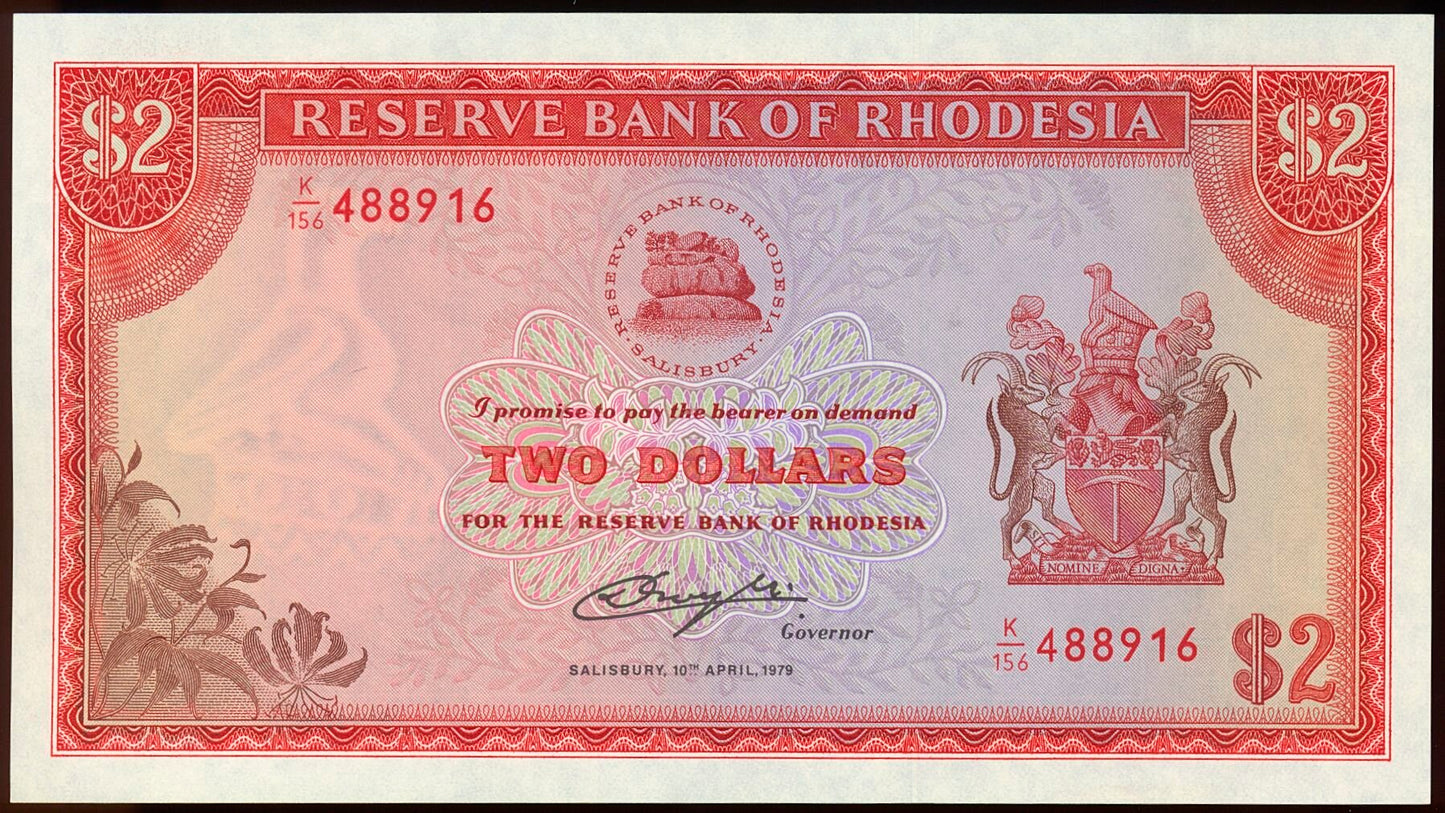 $2
RESERVE BANK OF RHODESIA
$2
K/156 488916
RESERVE BANK OF RHODESIA
· SALISBURY ·
I promise to pay the bearer on demand
TWO DOLLARS
FOR THE RESERVE BANK OF RHODESIA
Governor
SALISBURY, 10TH APRIL, 1979
SIT
NOMINE
DIGNA
K/156 488916
$2